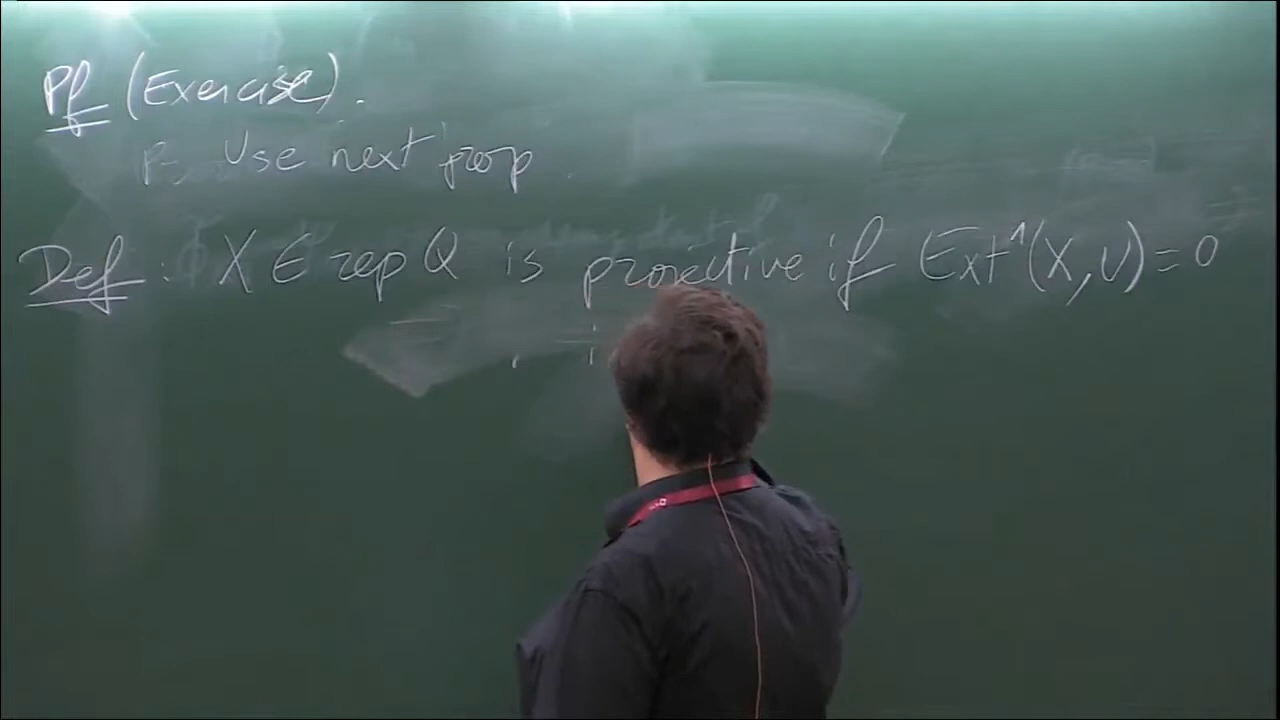 Pf (Exercise).
Use next prop.
Def: X ∈ rep Q is projective if Ext¹(X,U)=0